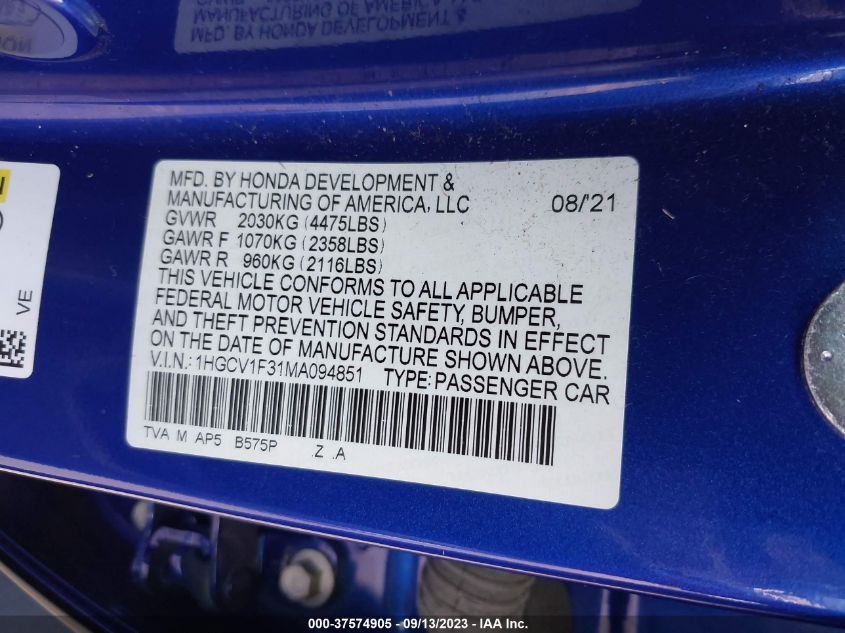 MFD. BY HONDA DEVELOPMENT &
MANUFACTURING OF AMERICA, LLC 08/'21
GVWR 2030KG (4475LBS)
GAWR F 1070KG (2358LBS)
GAWR R 960KG (2116LBS)
THIS VEHICLE CONFORMS TO ALL APPLICABLE
FEDERAL MOTOR VEHICLE SAFETY, BUMPER,
AND THEFT PREVENTION STANDARDS IN EFFECT
ON THE DATE OF MANUFACTURE SHOWN ABOVE.
V.I.N.: 1HGCV1F31MA094851 TYPE: PASSENGER CAR
TVA M AP5 B575P .Z .A
VE
000-37574905 - 09/13/2023 - IAA Inc.